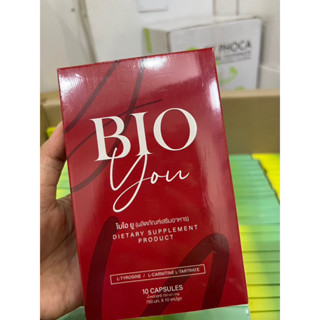 PHOCA
BIO
You
ไบโอ ยู (ผลิตภัณฑ์เสริมอาหาร)
DIETARY SUPPLEMENT
PRODUCT
L-TYROSINE / L-CARNITINE L-TARTRATE
10 CAPSULES